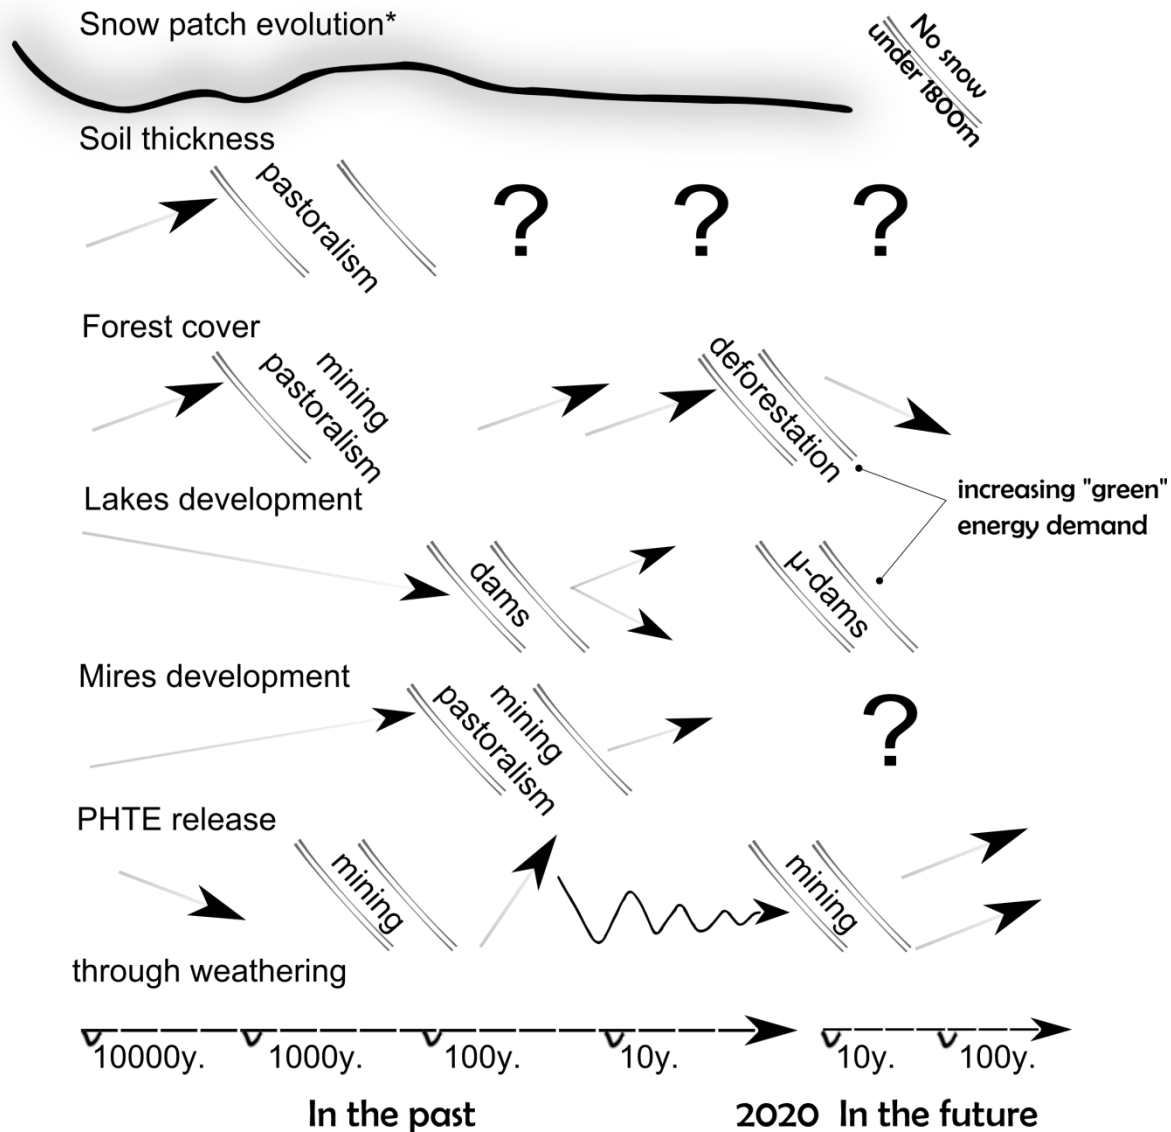 Snow patch evolution*
No snow
under 1800m
Soil thickness
pastoralism
?
?
?
Forest cover
mining
pastoralism
deforestation
increasing "green"
energy demand
Lakes development
dams
µ-dams
Mires development
mining
pastoralism
?
PHTE release
mining
mining
through weathering
10000y.
1000y.
100y.
10y.
10y.
100y.
In the past
2020 In the future